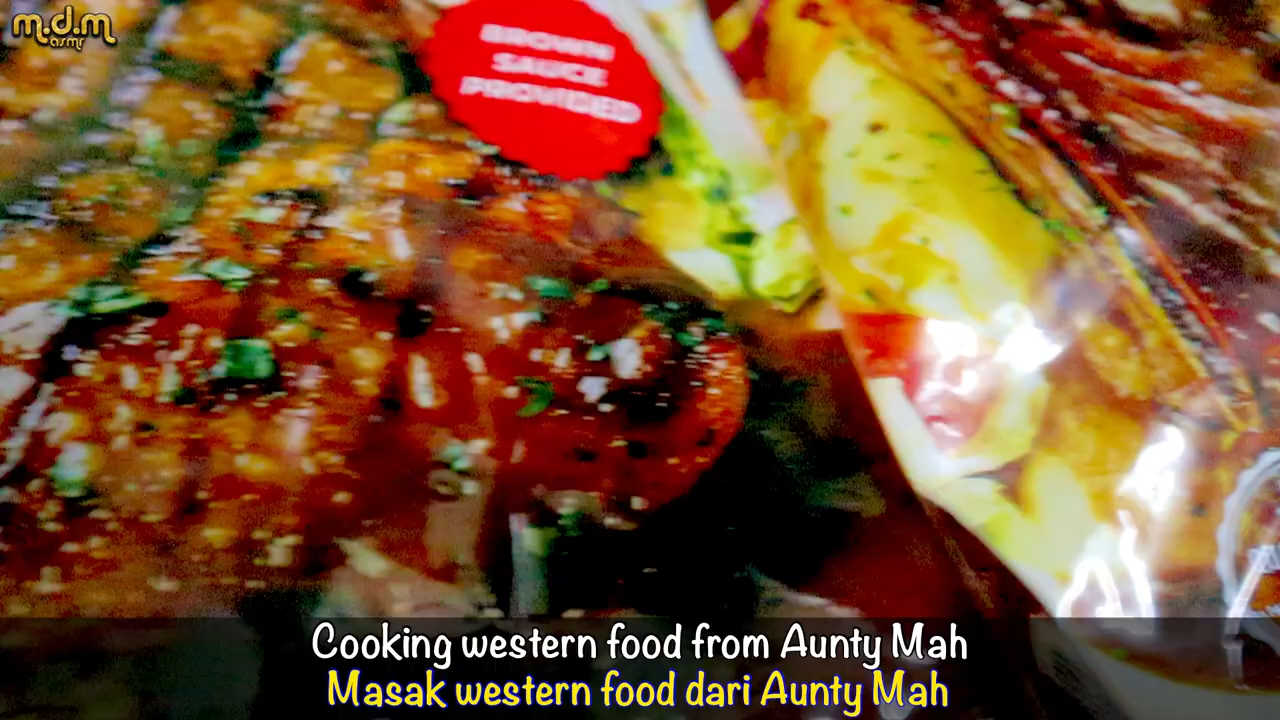 m.d.m
asmr
BROWN
SAUCE
PROVIDED
Cooking western food from Aunty Mah
Masak western food dari Aunty Mah